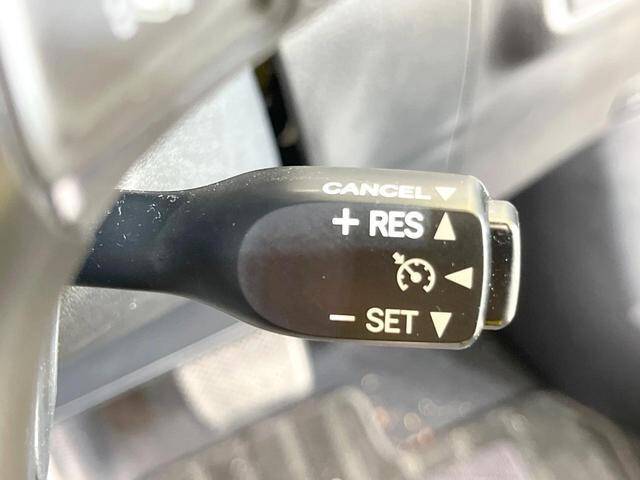 CANCEL ▼
+ RES ▲
◀
− SET ▼